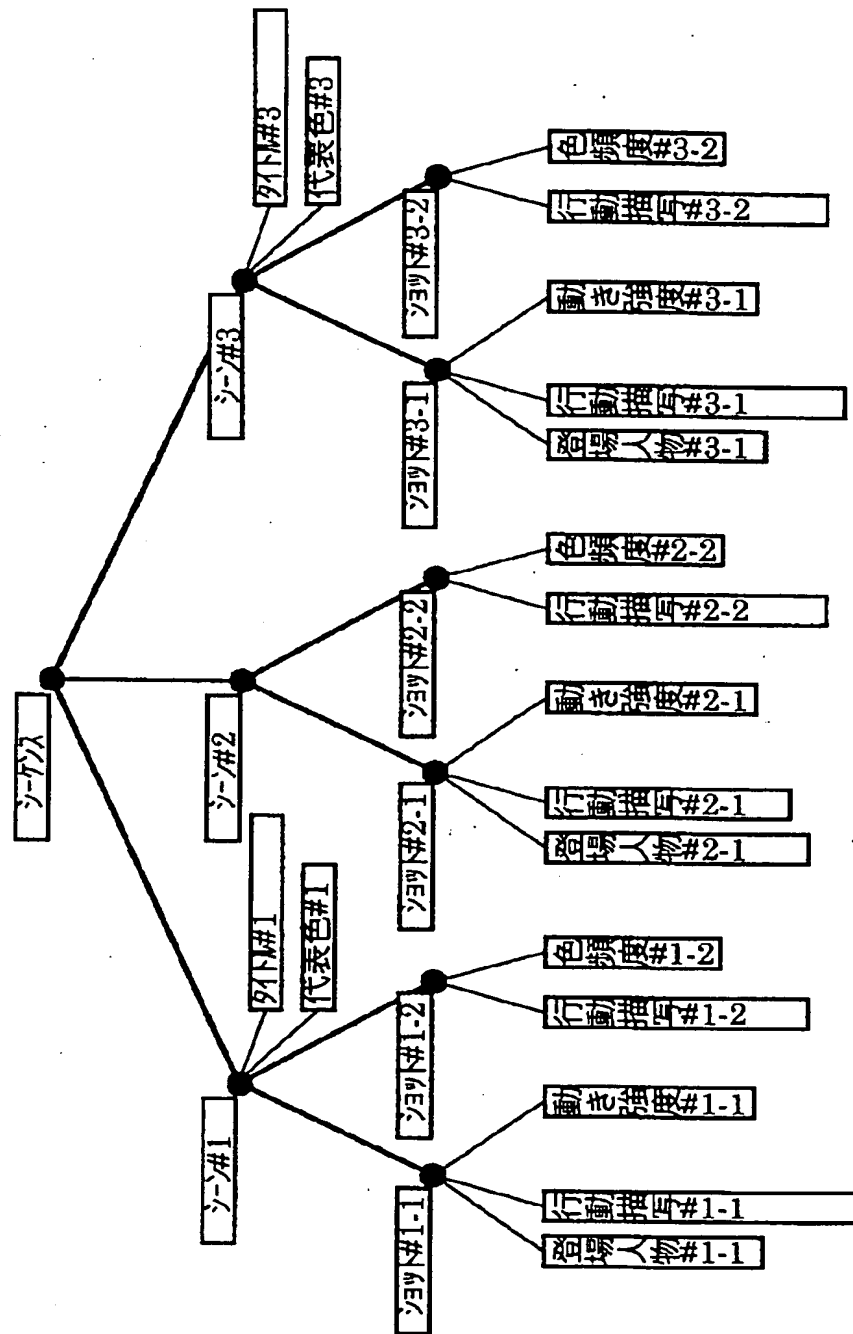 シーケンス
シーン#1
シーン#2
シーン#3
タイトル#1
代表色#1
タイトル#3
代表色#3
ショット#1-1
ショット#1-2
ショット#2-1
ショット#2-2
ショット#3-1
ショット#3-2
登場人物#1-1
行動描写#1-1
動き強度#1-1
行動描写#1-2
色頻度#1-2
登場人物#2-1
行動描写#2-1
動き強度#2-1
行動描写#2-2
色頻度#2-2
登場人物#3-1
行動描写#3-1
動き強度#3-1
行動描写#3-2
色頻度#3-2